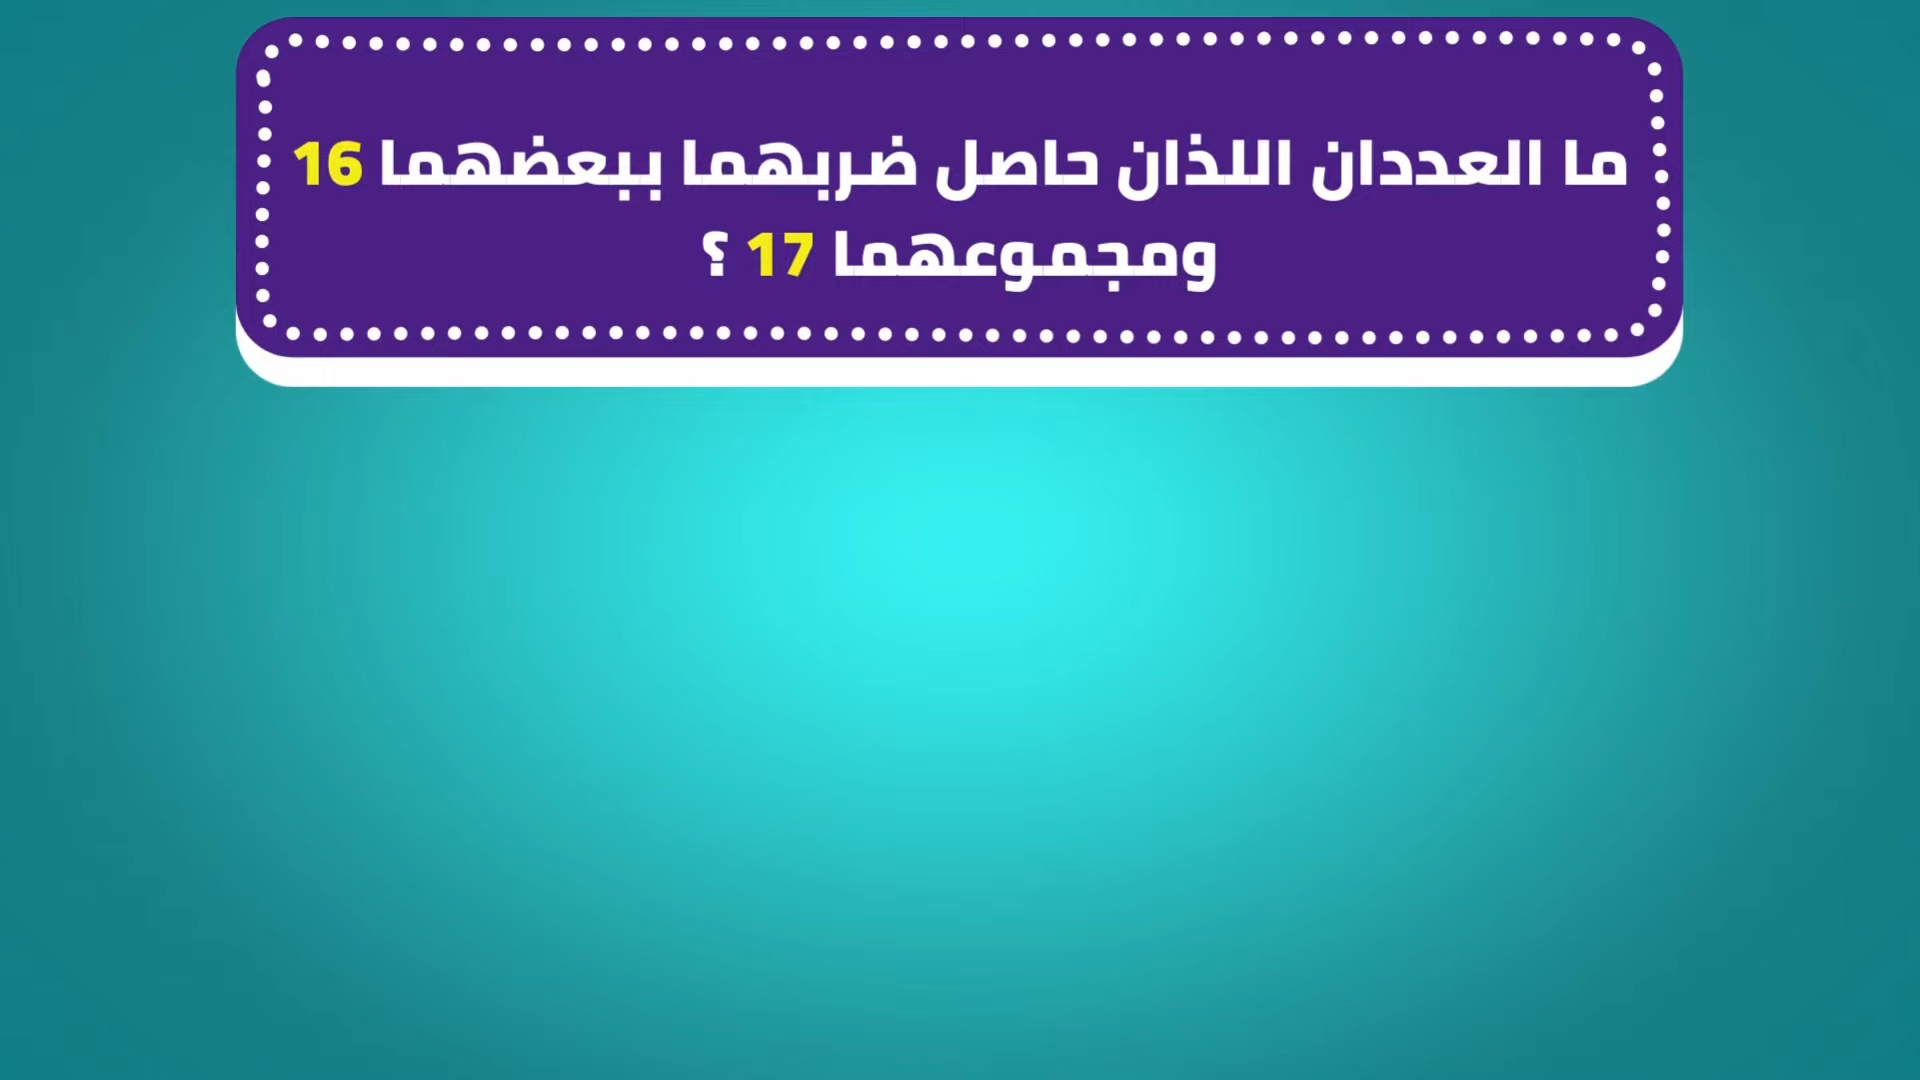 ما العددان اللذان حاصل ضربهما ببعضهما 16
ومجموعهما 17 ؟